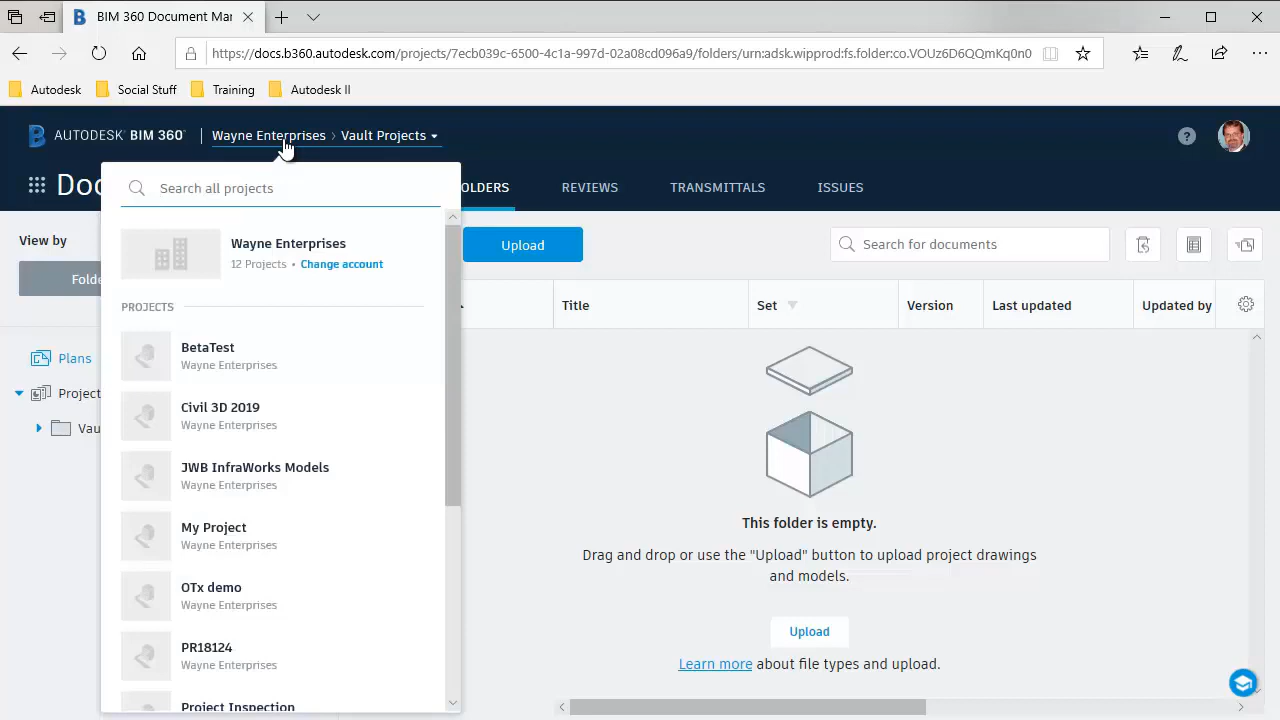 BIM 360 Document Mar
https://docs.b360.autodesk.com/projects/7ecb039c-6500-4c1a-997d-02a08cd096a9/folders/urn:adsk.wipprod:fs.folder:co.VOUz6D6QQmKq0n0
Autodesk Social Stuff Training Autodesk II
AUTODESK® BIM 360® Wayne Enterprises > Vault Projects
Doc
OLDERS REVIEWS TRANSMITTALS ISSUES
Search all projects
View by
Folde
Upload
Search for documents
Wayne Enterprises
12 Projects • Change account
PROJECTS
Title Set Version Last updated Updated by
Plans
Project
Vau
BetaTest
Wayne Enterprises
Civil 3D 2019
Wayne Enterprises
JWB InfraWorks Models
Wayne Enterprises
My Project
Wayne Enterprises
OTx demo
Wayne Enterprises
PR18124
Wayne Enterprises
Project Inspection
This folder is empty.
Drag and drop or use the "Upload" button to upload project drawings
and models.
Upload
Learn more about file types and upload.